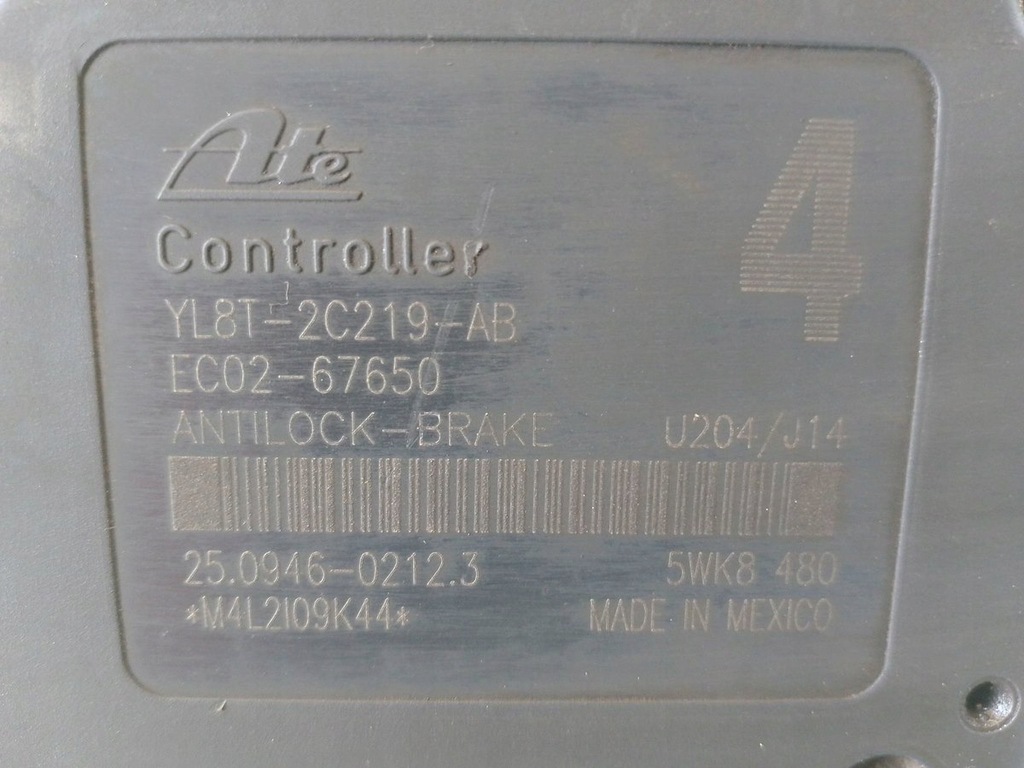 Ate
4
Controller
YL8T-2C219-AB
EC02-67650
ANTILOCK-BRAKE U204/J14
25.0946-0212.3 5WK8 480
*M4L2I09K44* MADE IN MEXICO